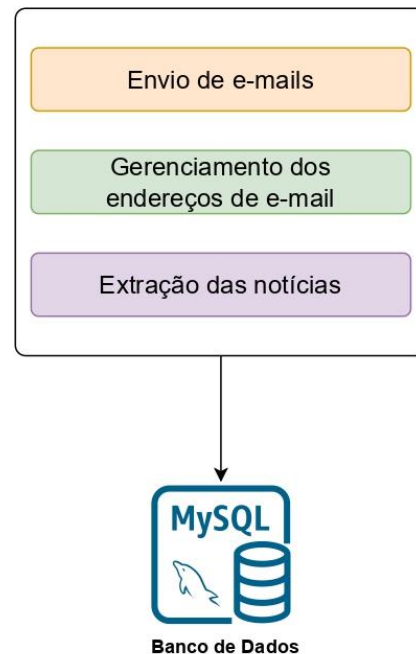 Envio de e-mails
Gerenciamento dos
endereços de e-mail
Extração das notícias
MySQL
Banco de Dados